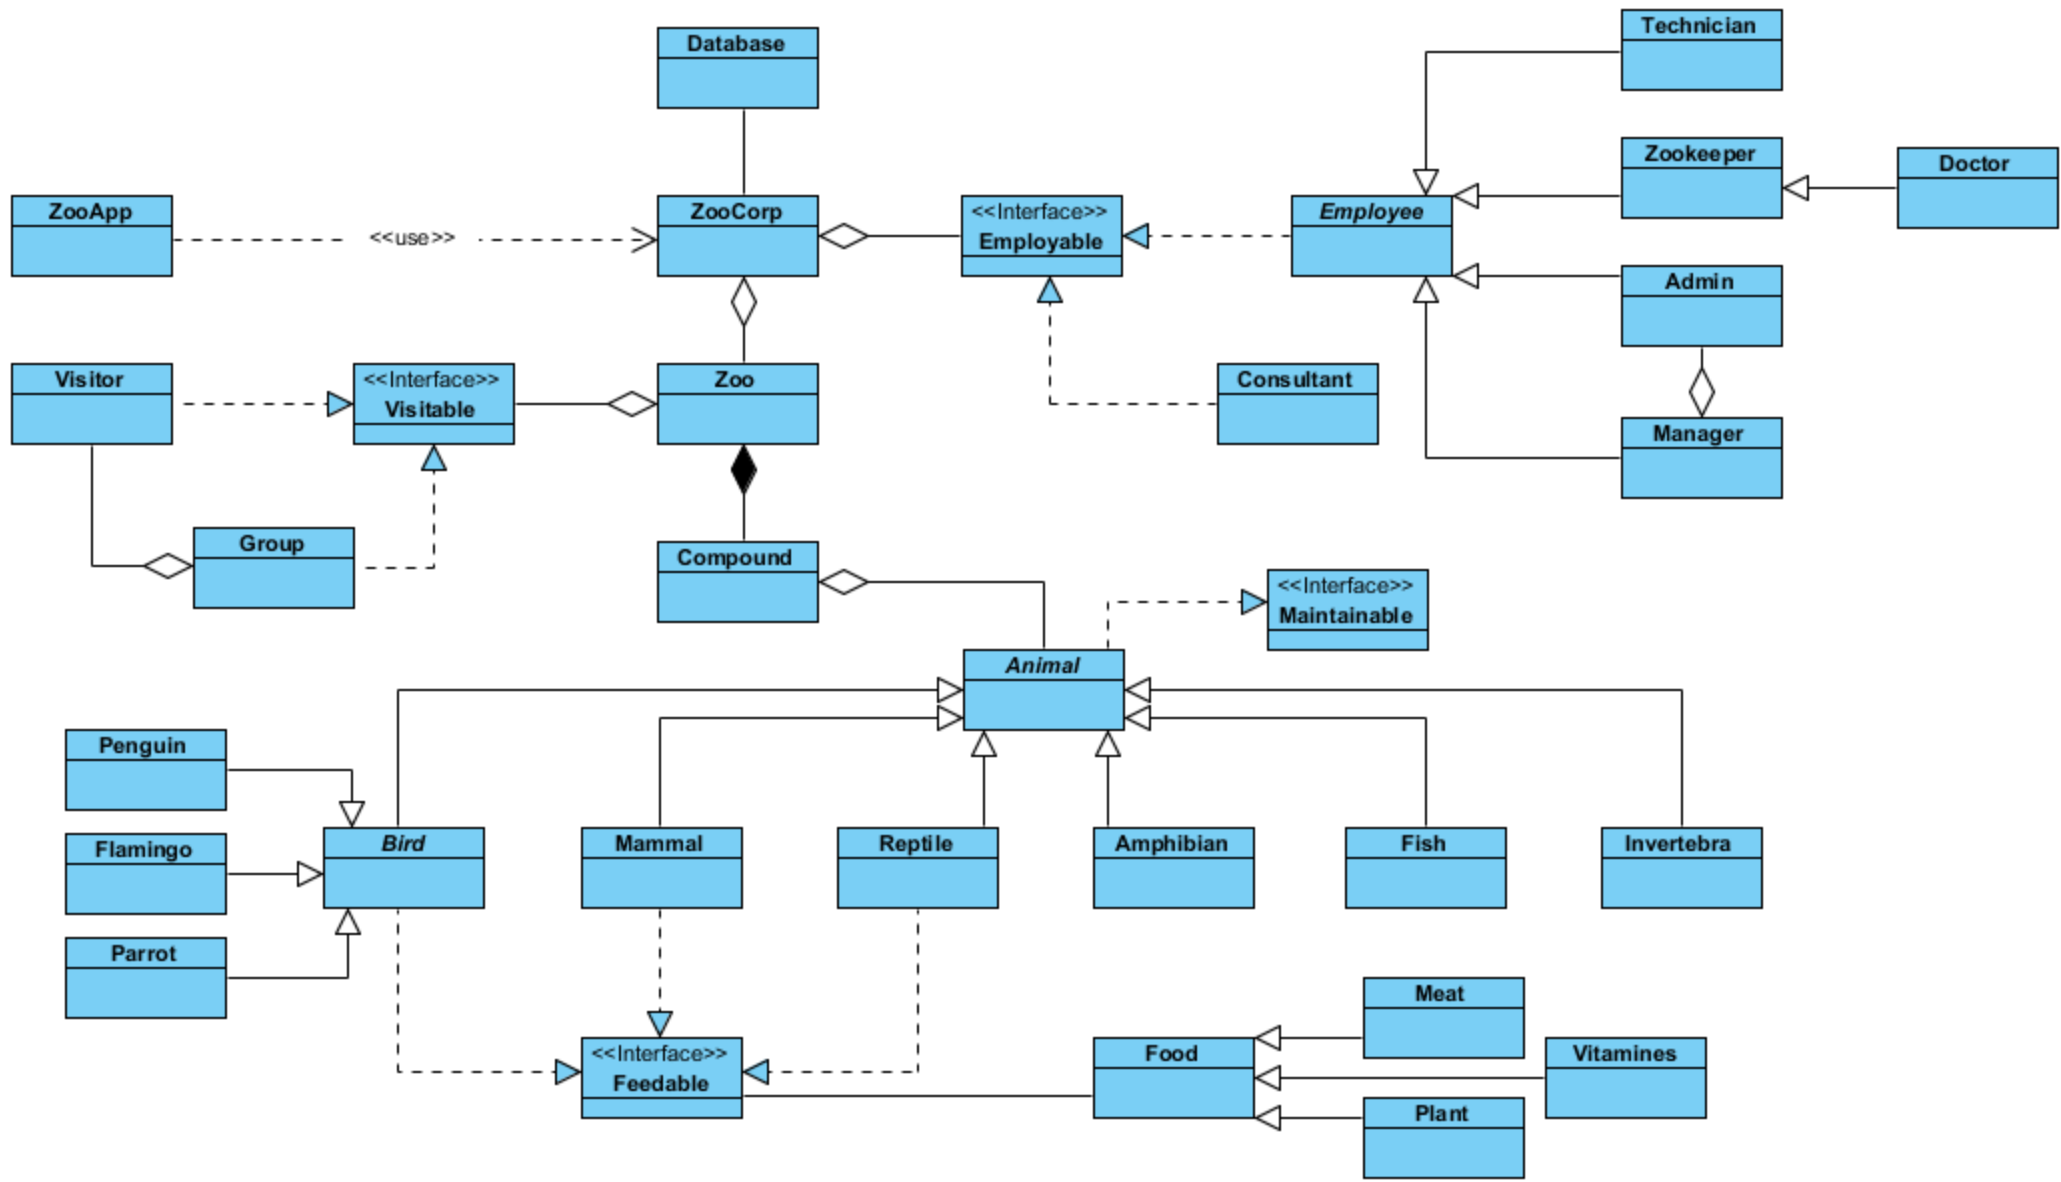 Technician
Database
Zookeeper
Doctor
ZooApp
<<use>>
ZooCorp
<<Interface>>
Employable
Employee
Admin
Visitor
<<Interface>>
Visitable
Zoo
Consultant
Manager
Group
Compound
<<Interface>>
Maintainable
Animal
Penguin
Flamingo
Parrot
Bird
Mammal
Reptile
Amphibian
Fish
Invertebra
<<Interface>>
Feedable
Food
Meat
Vitamines
Plant